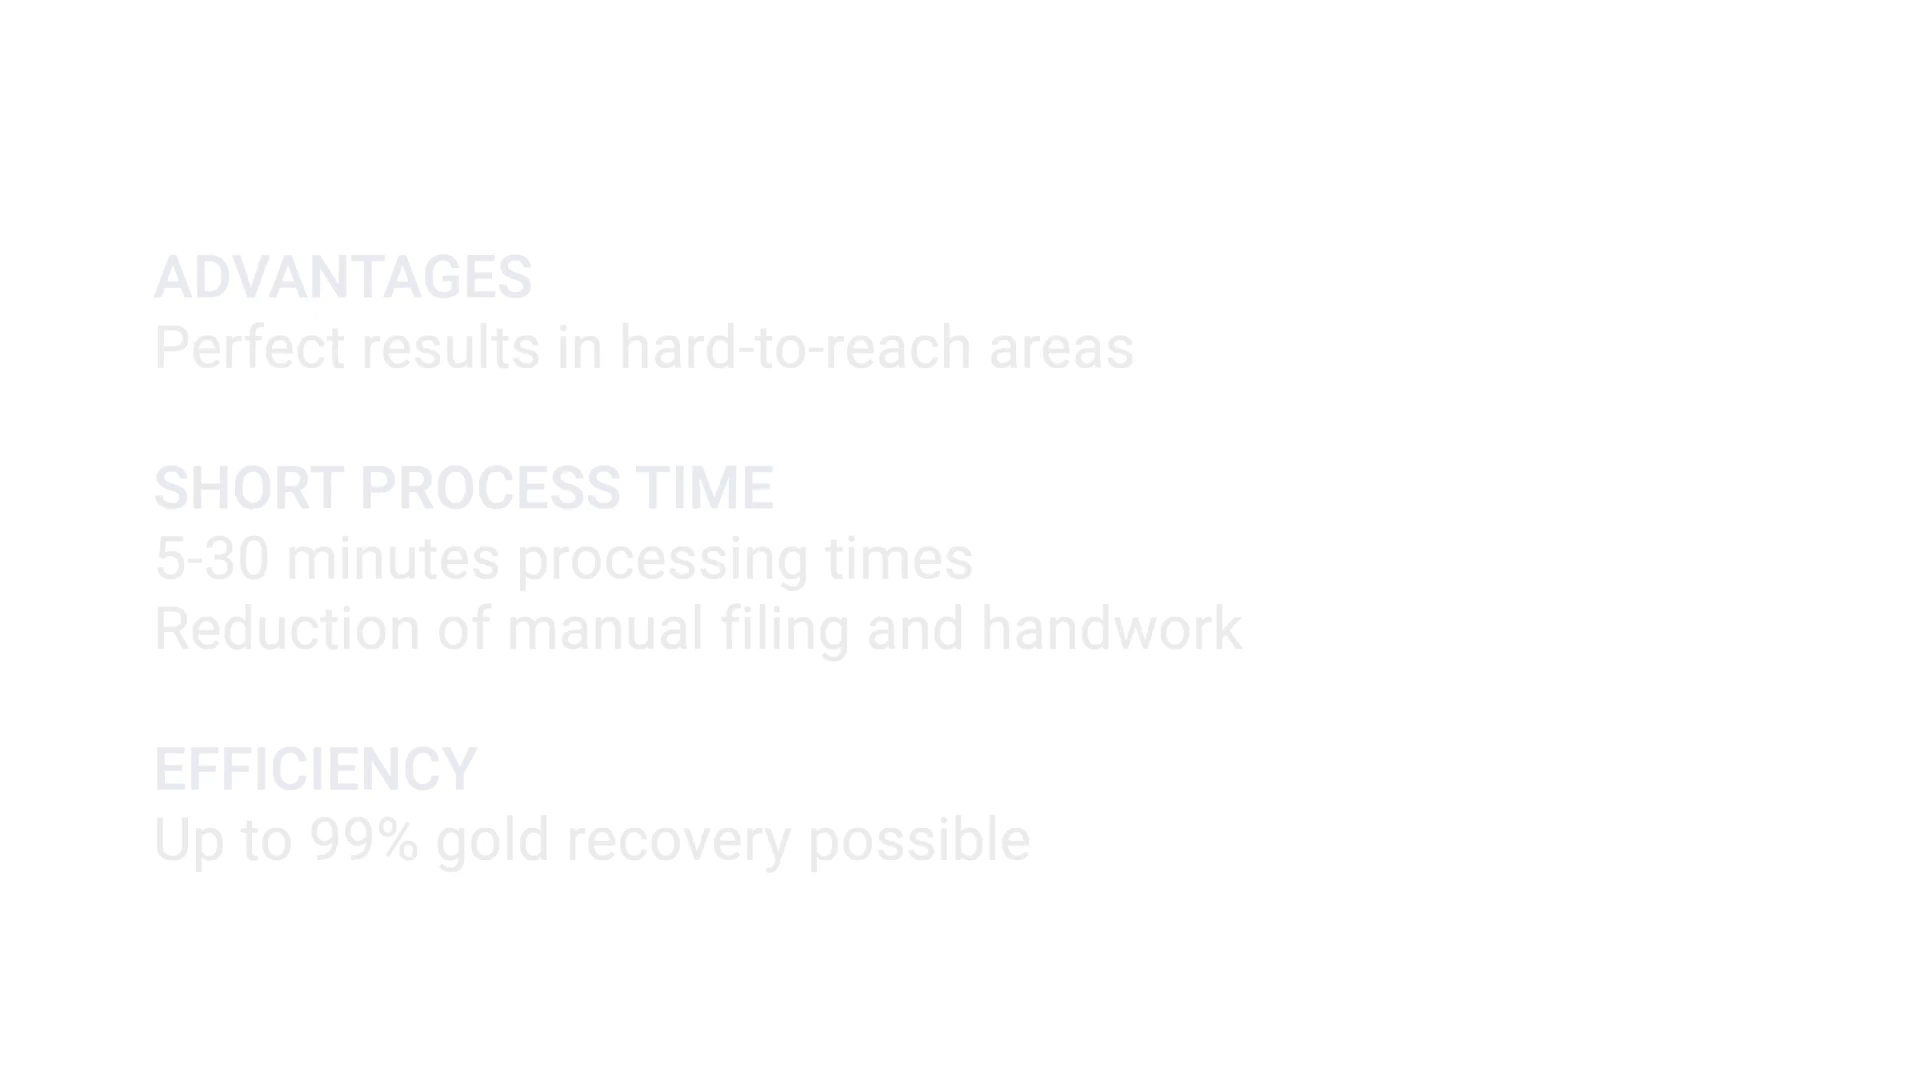 ADVANTAGES
Perfect results in hard-to-reach areas
SHORT PROCESS TIME
5-30 minutes processing times
Reduction of manual filing and handwork
EFFICIENCY
Up to 99% gold recovery possible